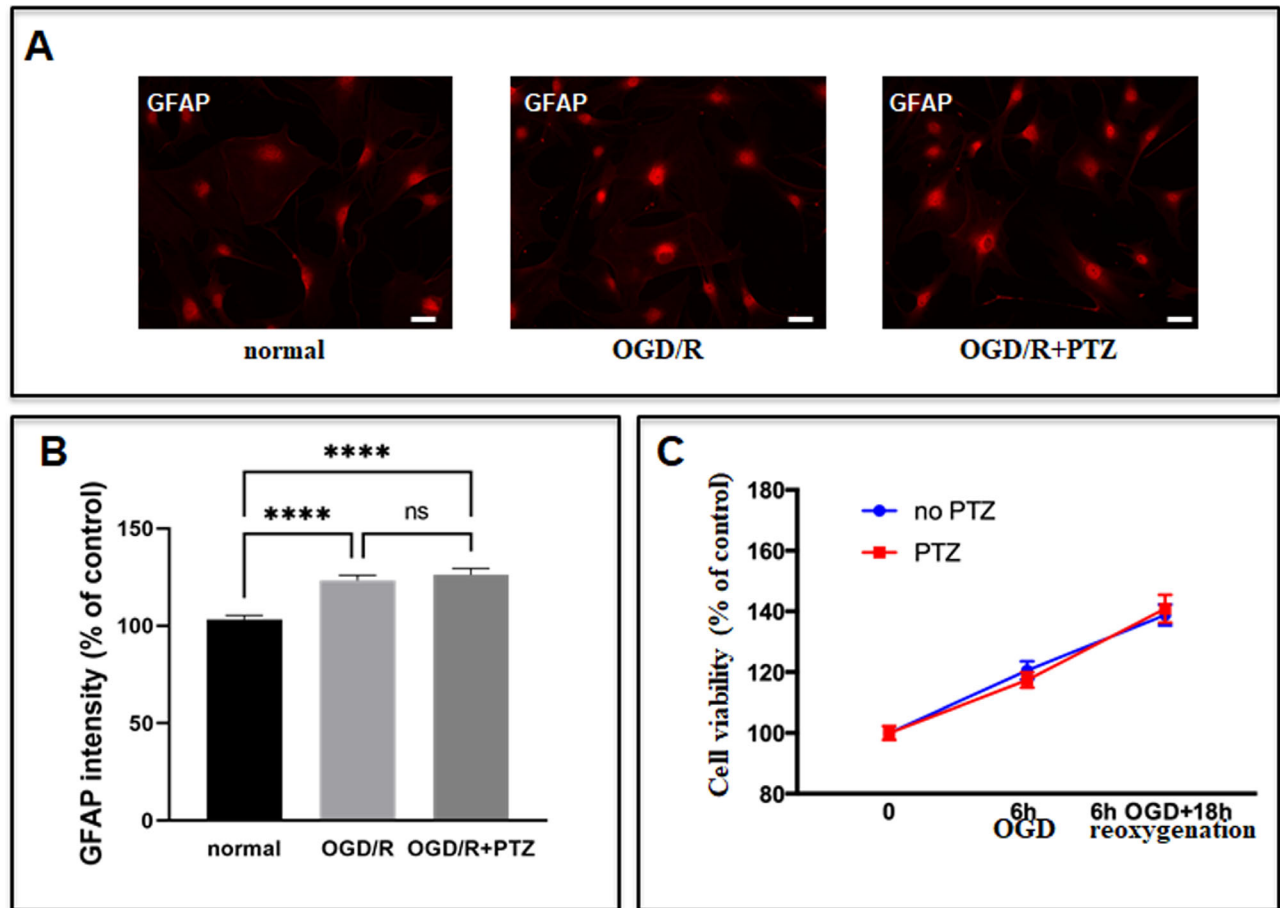 A
GFAP
GFAP
GFAP
normal
OGD/R
OGD/R+PTZ
B
****
****
ns
GFAP intensity (% of control)
150
100
50
0
normal
OGD/R
OGD/R+PTZ
C
Cell viability (% of control)
180
160
140
120
100
80
no PTZ
PTZ
0
6h
OGD
6h OGD+18h
reoxygenation